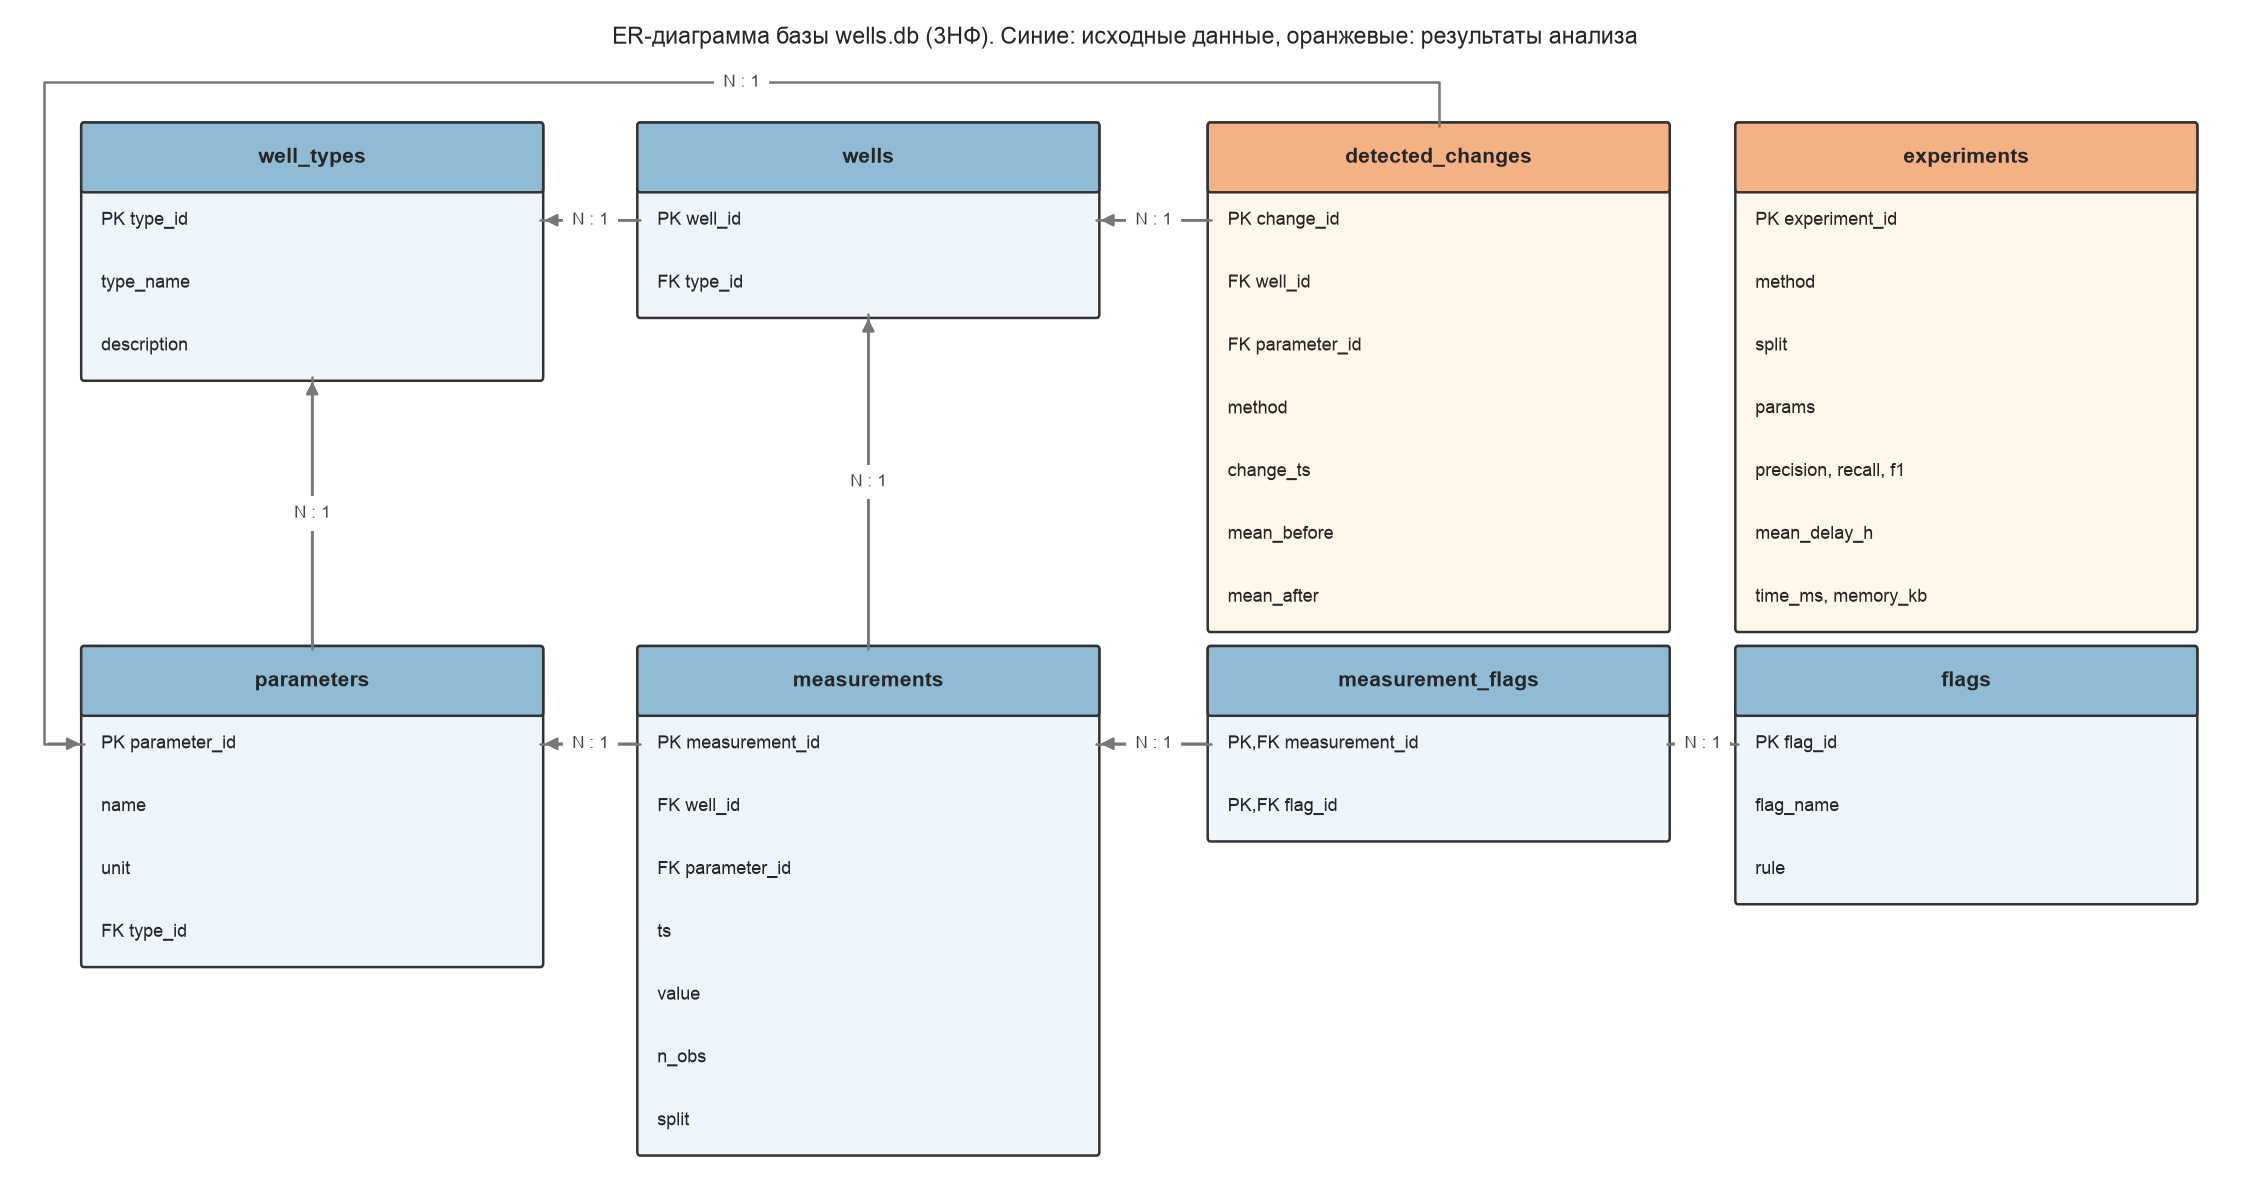 ER-диаграмма базы wells.db (3НФ). Синие: исходные данные, оранжевые: результаты анализа
N : 1
well_types
PK type_id
type_name
description
N : 1
wells
PK well_id
FK type_id
N : 1
detected_changes
PK change_id
FK well_id
FK parameter_id
method
change_ts
mean_before
mean_after
experiments
PK experiment_id
method
split
params
precision, recall, f1
mean_delay_h
time_ms, memory_kb
N : 1
N : 1
parameters
PK parameter_id
name
unit
FK type_id
N : 1
measurements
PK measurement_id
FK well_id
FK parameter_id
ts
value
n_obs
split
N : 1
measurement_flags
PK,FK measurement_id
PK,FK flag_id
N : 1
flags
PK flag_id
flag_name
rule